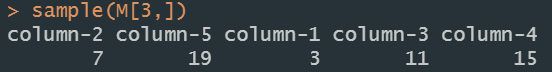 > sample(M[3,])
column-2 column-5 column-1 column-3 column-4
7 19 3 11 15